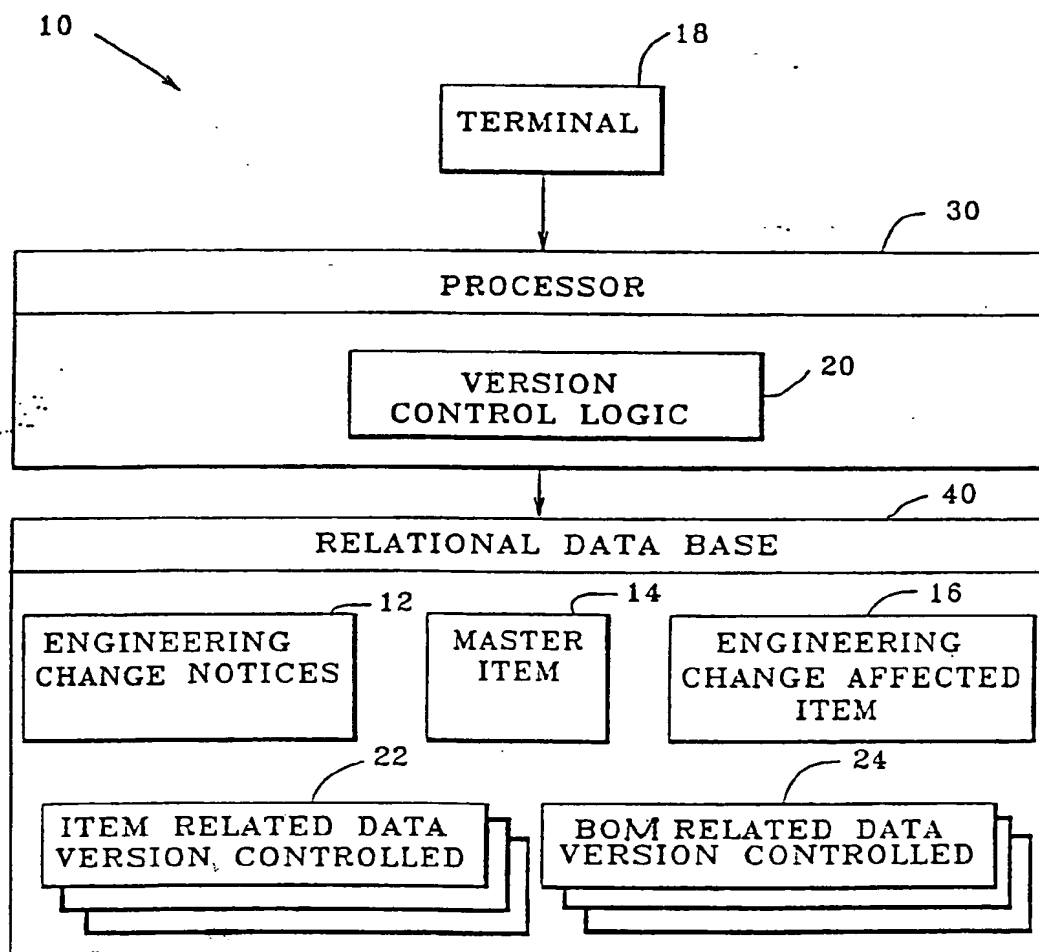 10
18
TERMINAL
30
PROCESSOR
20
VERSION
CONTROL LOGIC
40
RELATIONAL DATA BASE
12
14
16
ENGINEERING
CHANGE NOTICES
MASTER
ITEM
ENGINEERING
CHANGE AFFECTED
ITEM
22
24
ITEM RELATED DATA
VERSION CONTROLLED
BOM RELATED DATA
VERSION CONTROLLED